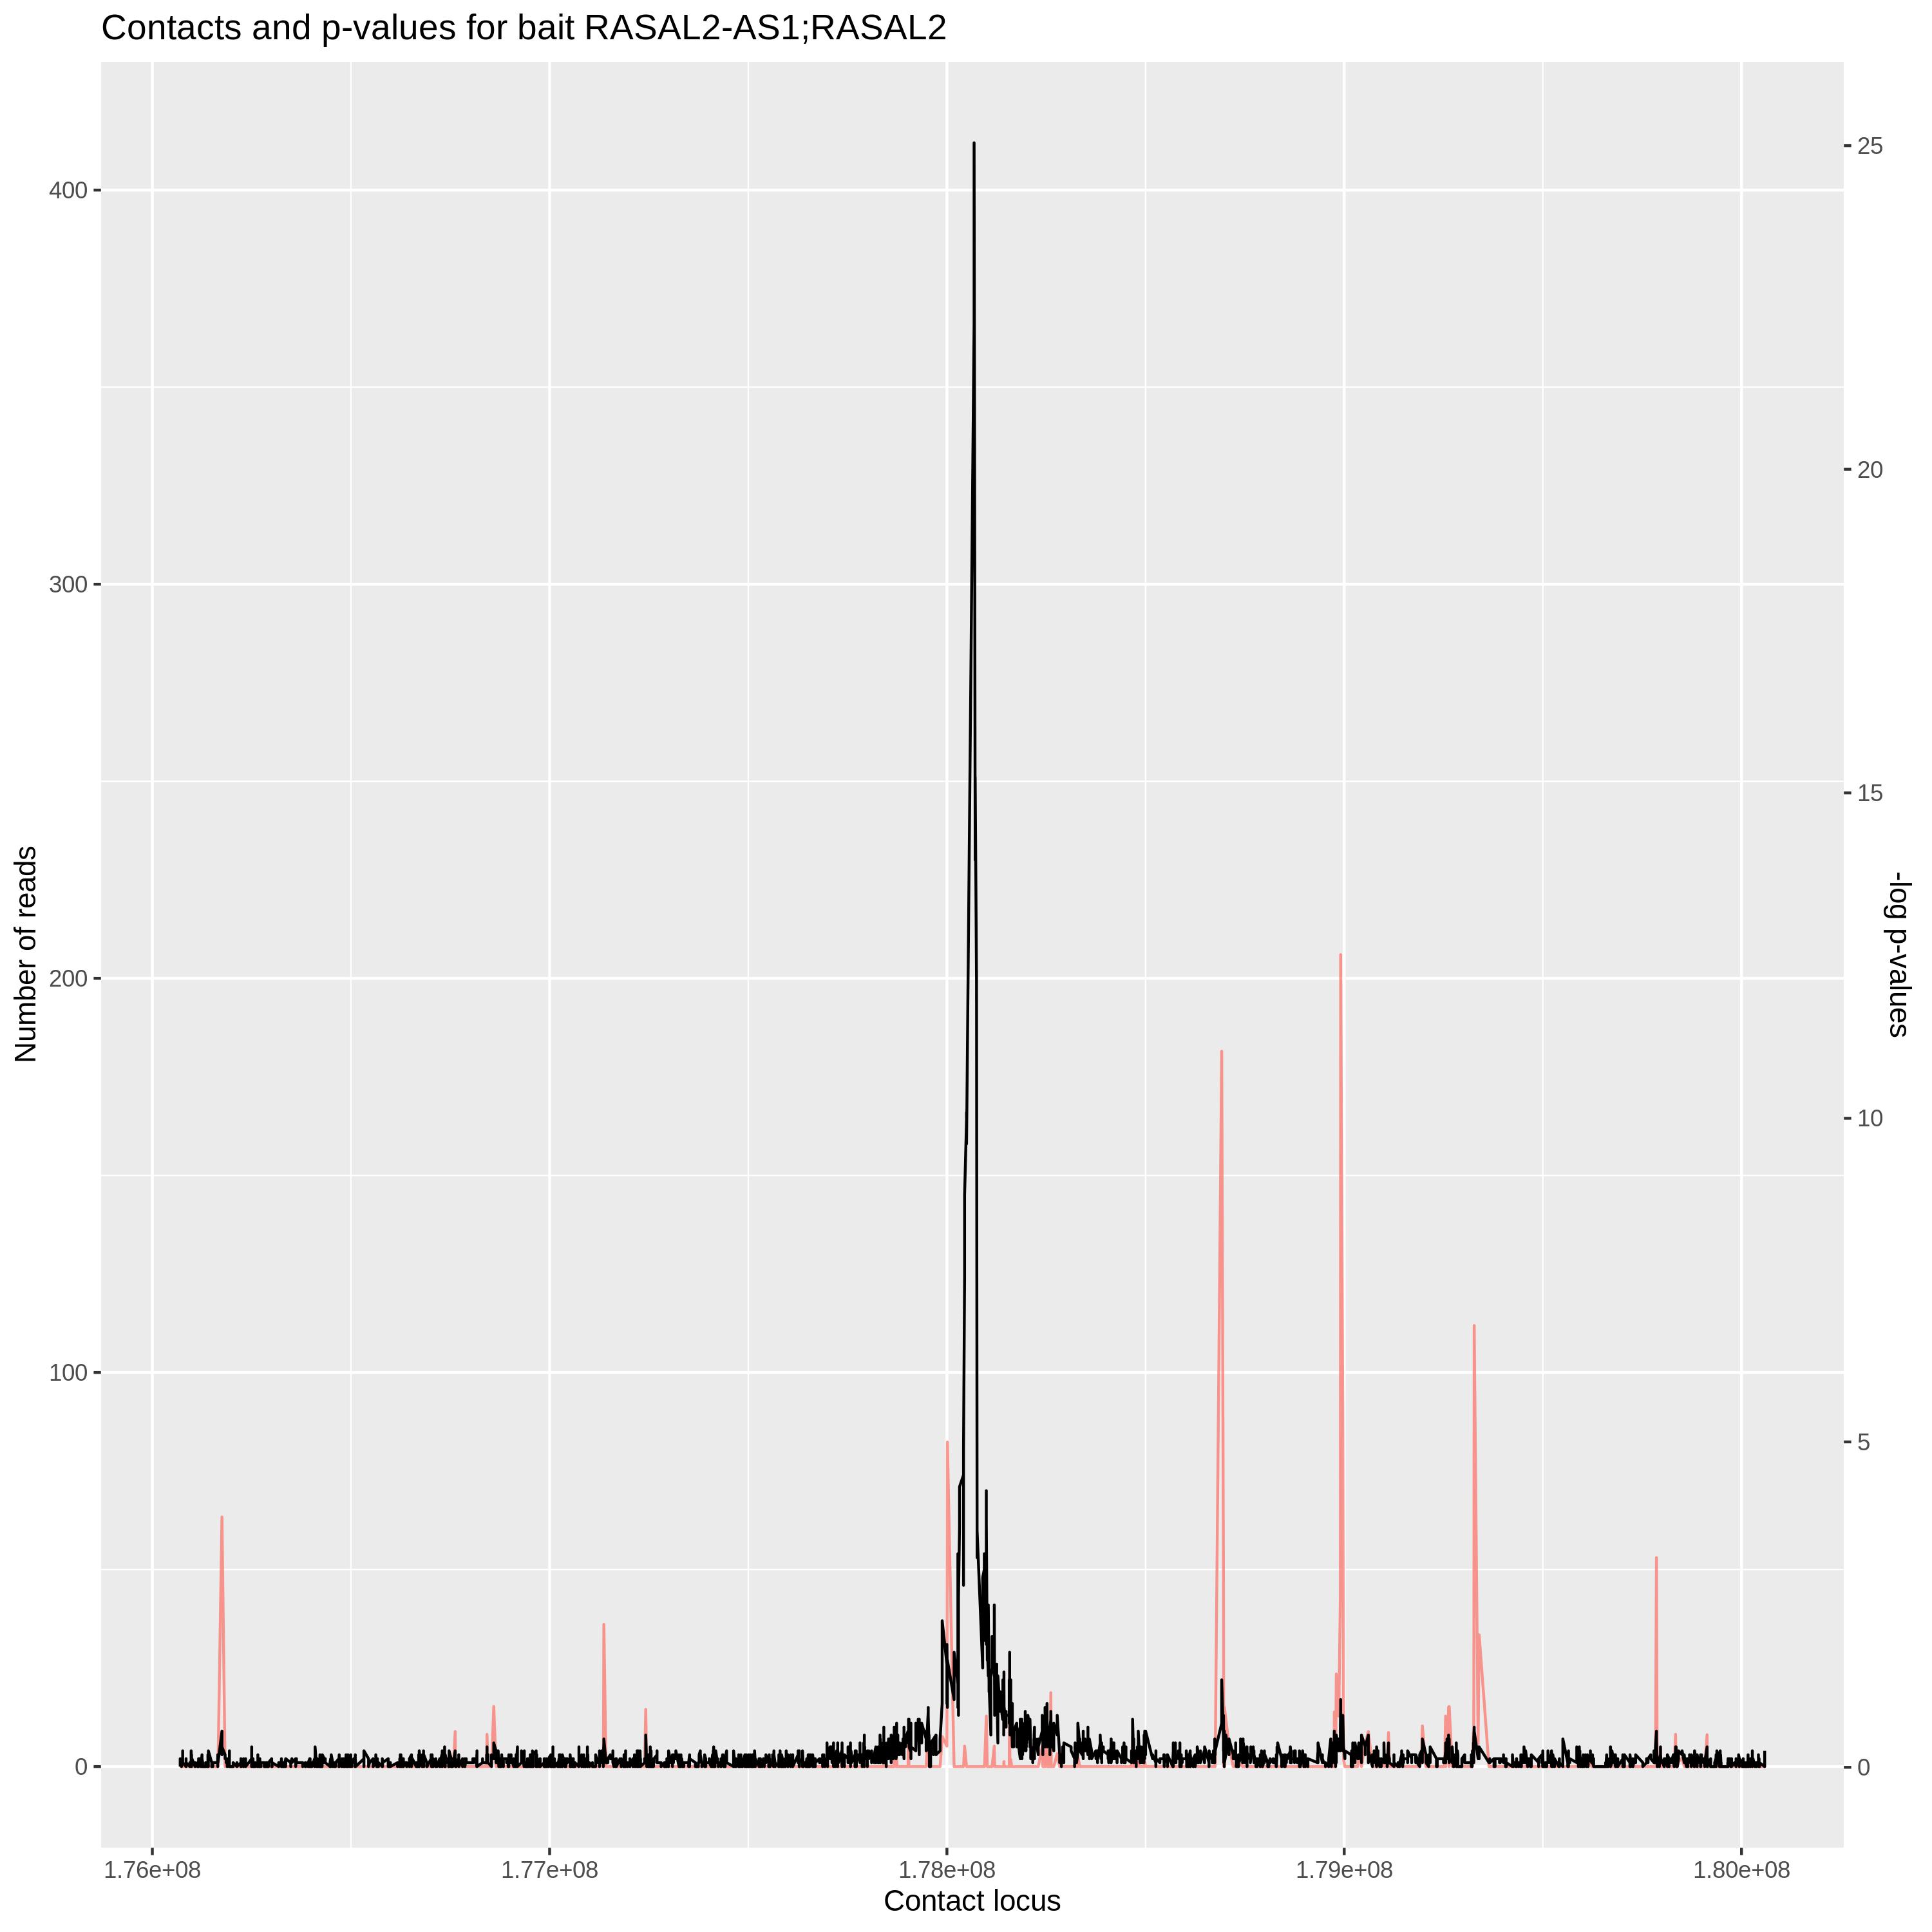 Contacts and p-values for bait RASAL2-AS1;RASAL2
Number of reads
400
300
200
100
0
25
20
15
10
5
0
-log p-values
1.76e+08
1.77e+08
1.78e+08
1.79e+08
1.80e+08
Contact locus